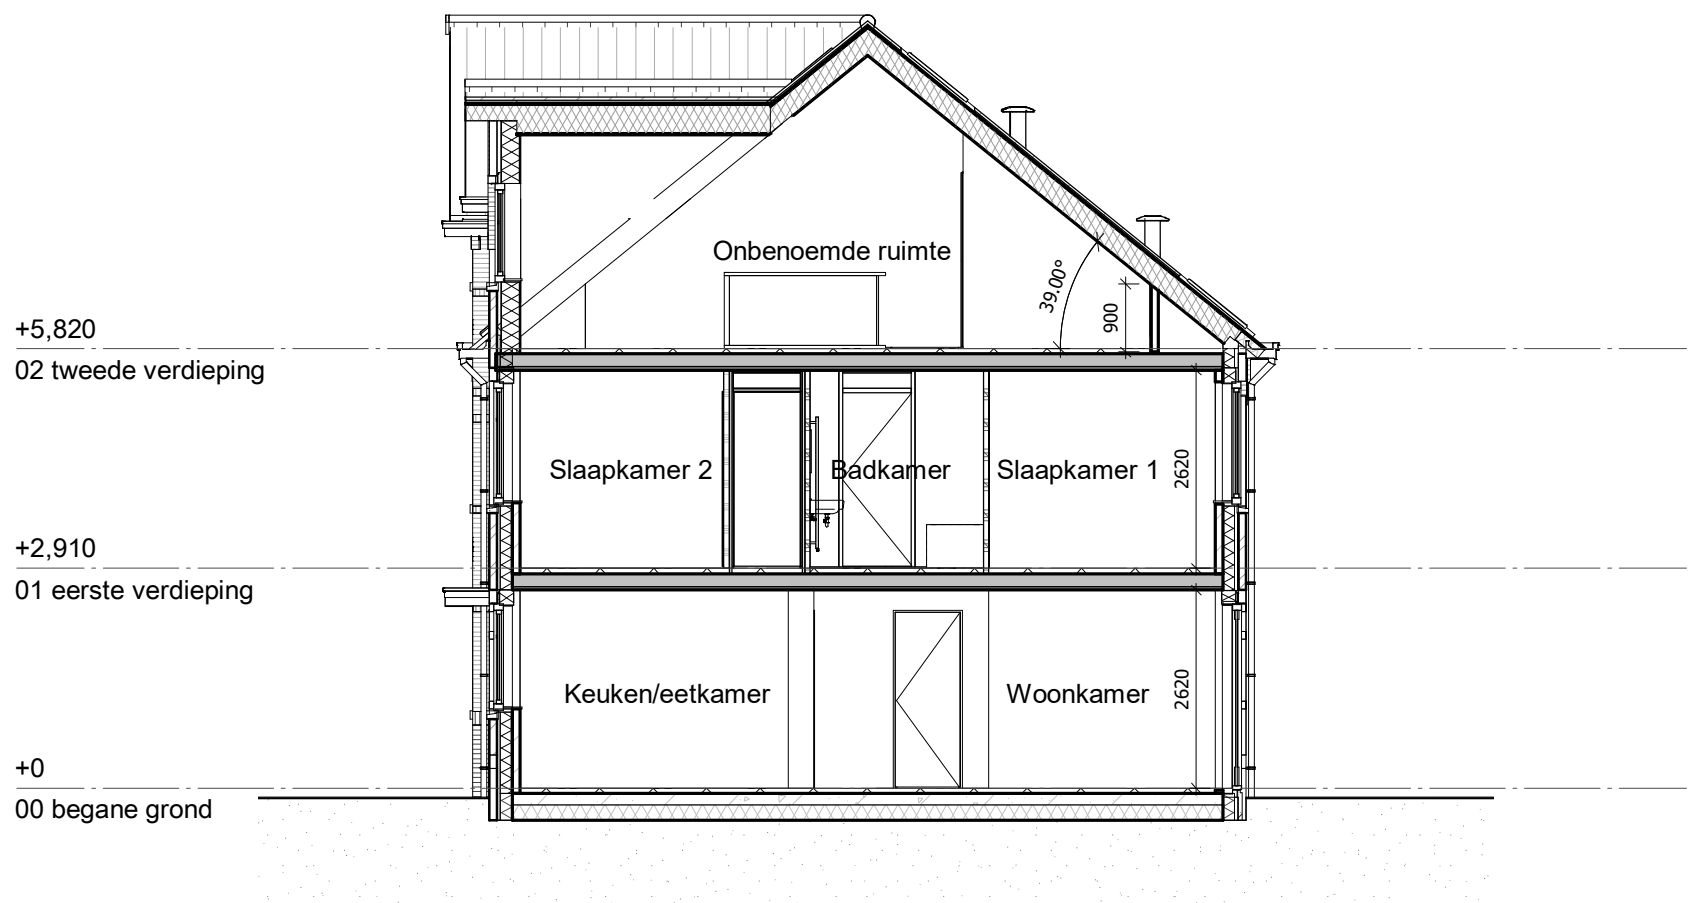 Onbenoemde ruimte
39.00°
900
+5,820
02 tweede verdieping
Slaapkamer 2
Badkamer
Slaapkamer 1
2620
+2,910
01 eerste verdieping
Keuken/eetkamer
Woonkamer
2620
+0
00 begane grond